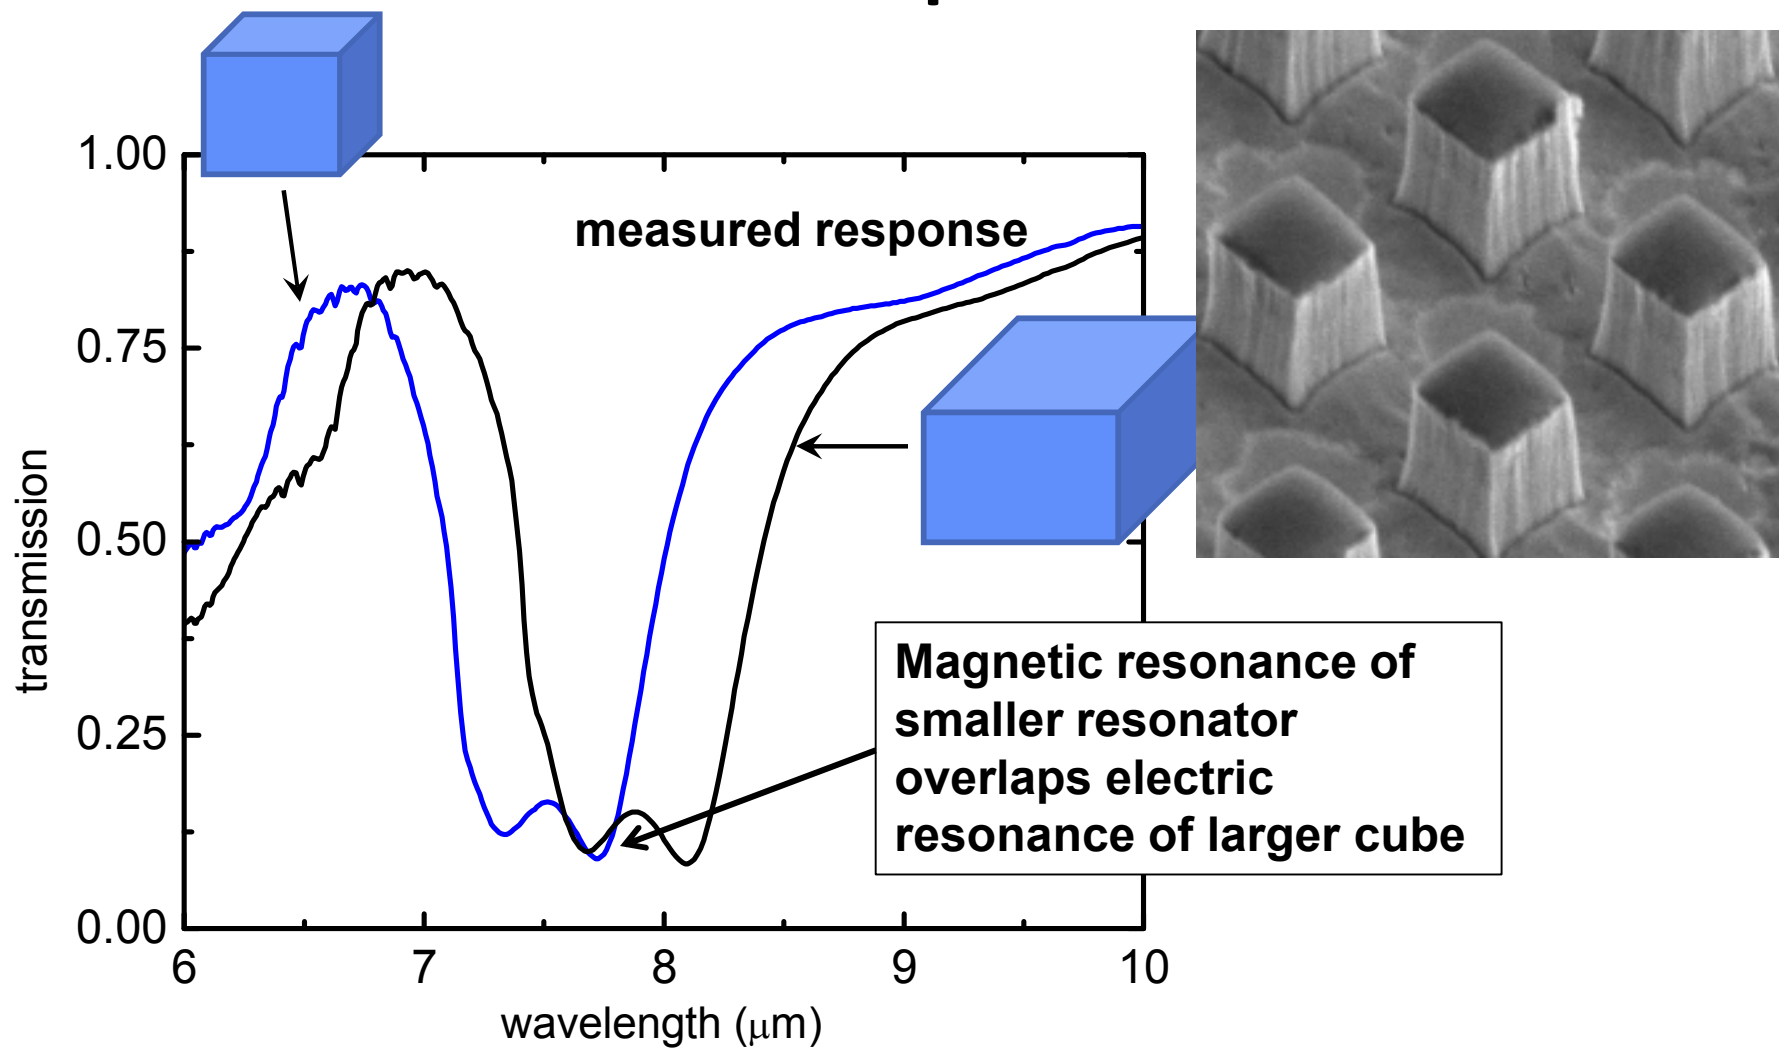 measured response
1.00
0.75
0.50
0.25
0.00
transmission
6 7 8 9 10
wavelength (μm)
Magnetic resonance of
smaller resonator
overlaps electric
resonance of larger cube